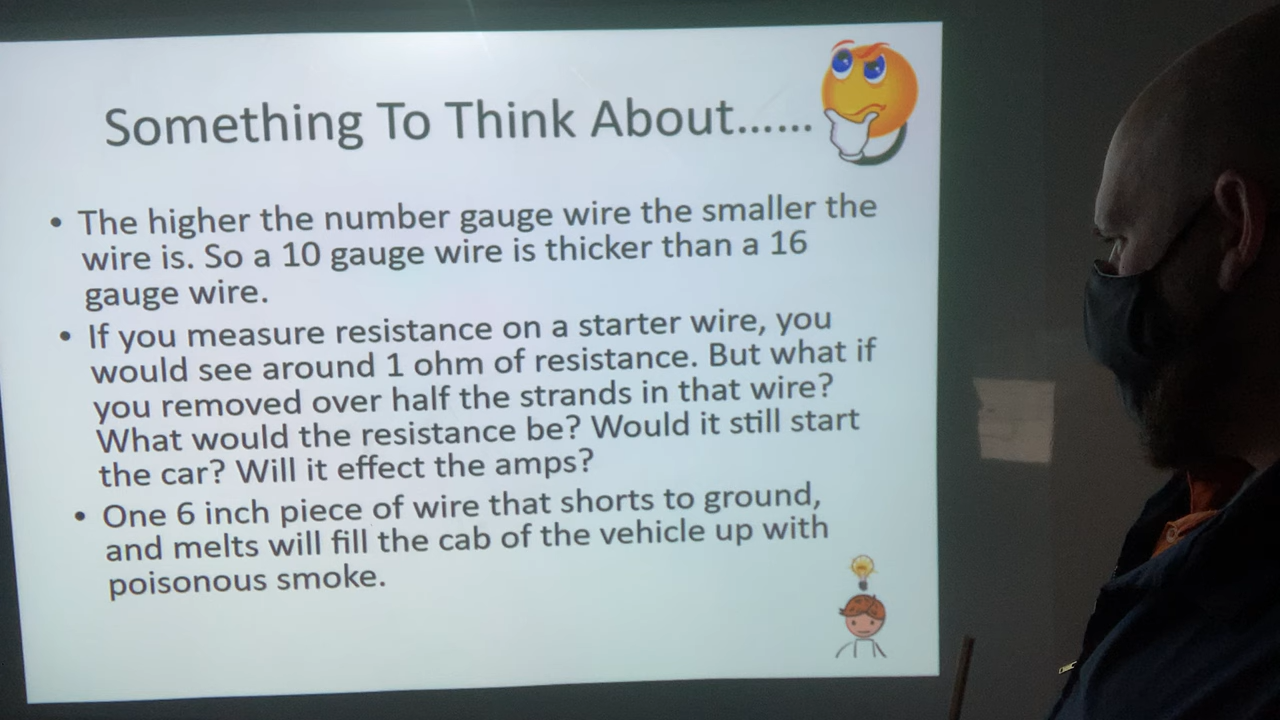 Something To Think About......
• The higher the number gauge wire the smaller the
wire is. So a 10 gauge wire is thicker than a 16
gauge wire.
• If you measure resistance on a starter wire, you
would see around 1 ohm of resistance. But what if
you removed over half the strands in that wire?
What would the resistance be? Would it still start
the car? Will it effect the amps?
• One 6 inch piece of wire that shorts to ground,
and melts will fill the cab of the vehicle up with
poisonous smoke.